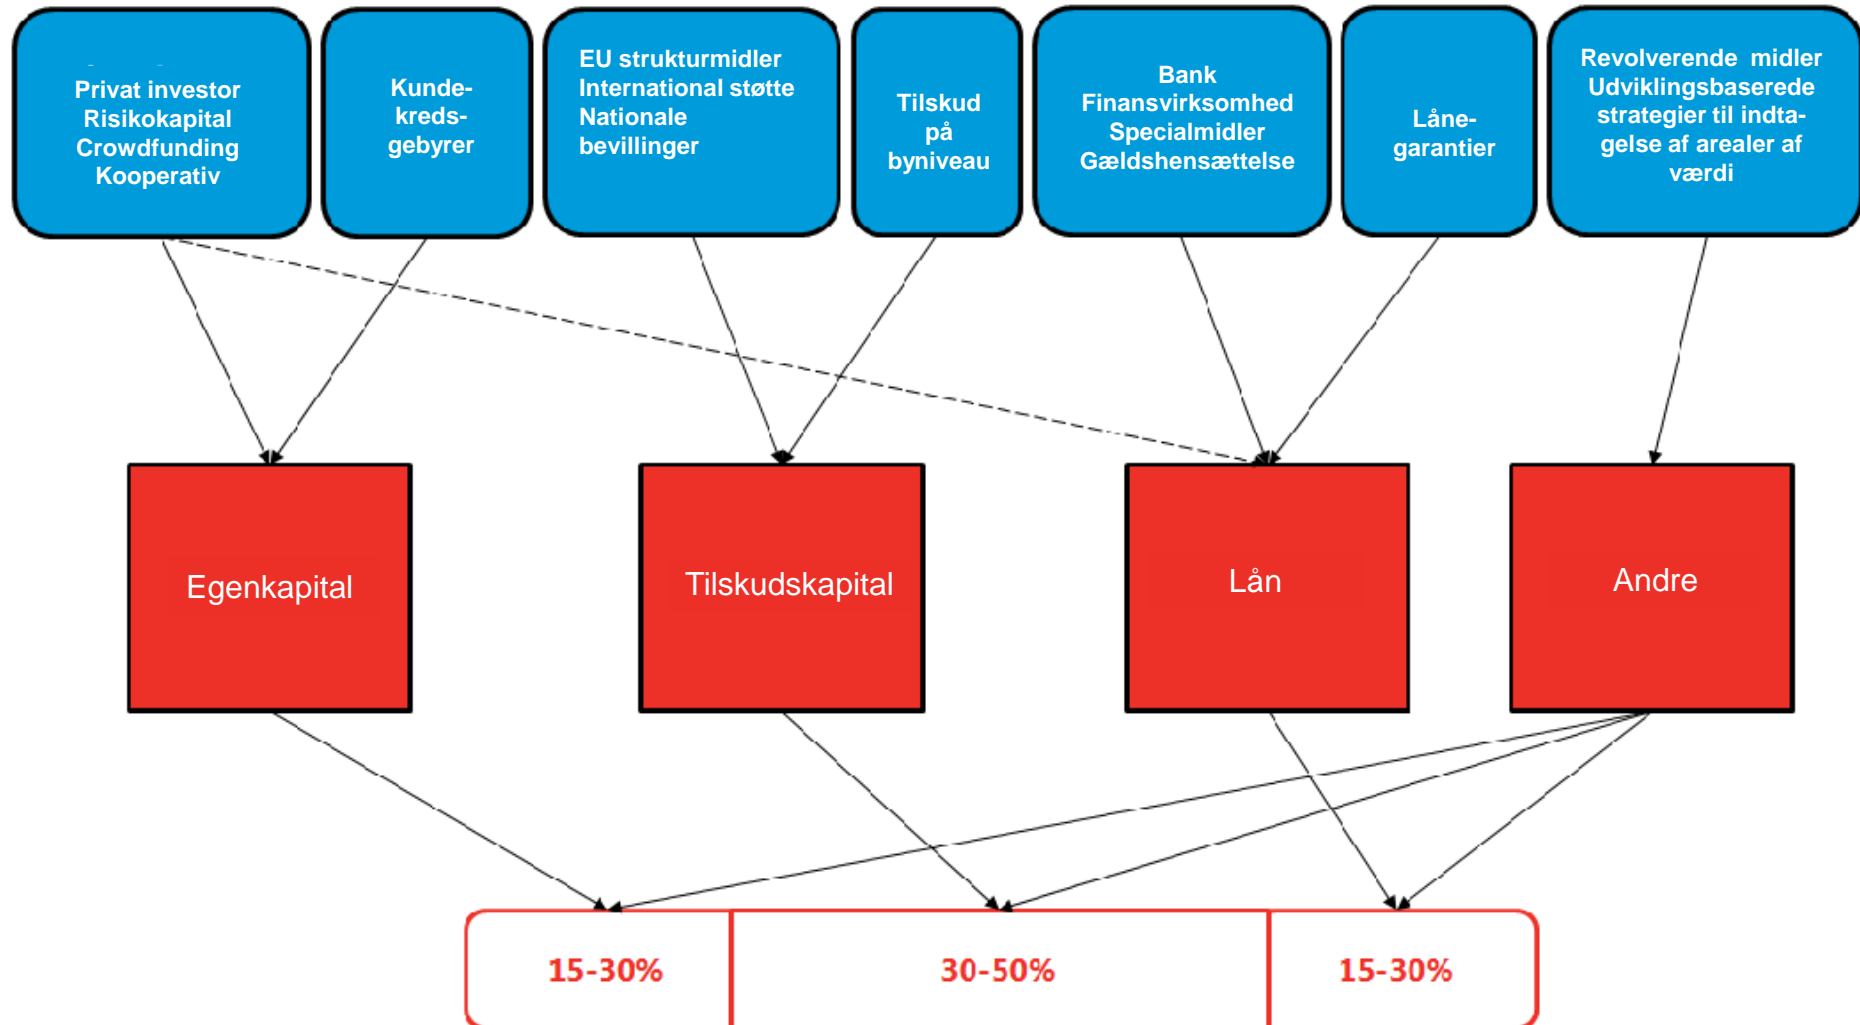 Privat investor
Risikokapital
Crowdfunding
Kooperativ
Kunde-
kreds-
gebyrer
EU strukturmidler
International støtte
Nationale
bevillinger
Tilskud
på
byniveau
Bank
Finansvirksomhed
Specialmidler
Gældshensættelse
Låne-
garantier
Revolverende midler
Udviklingsbaserede
strategier til indta-
gelse af arealer af
værdi
Egenkapital
Tilskudskapital
Lån
Andre
15-30%
30-50%
15-30%